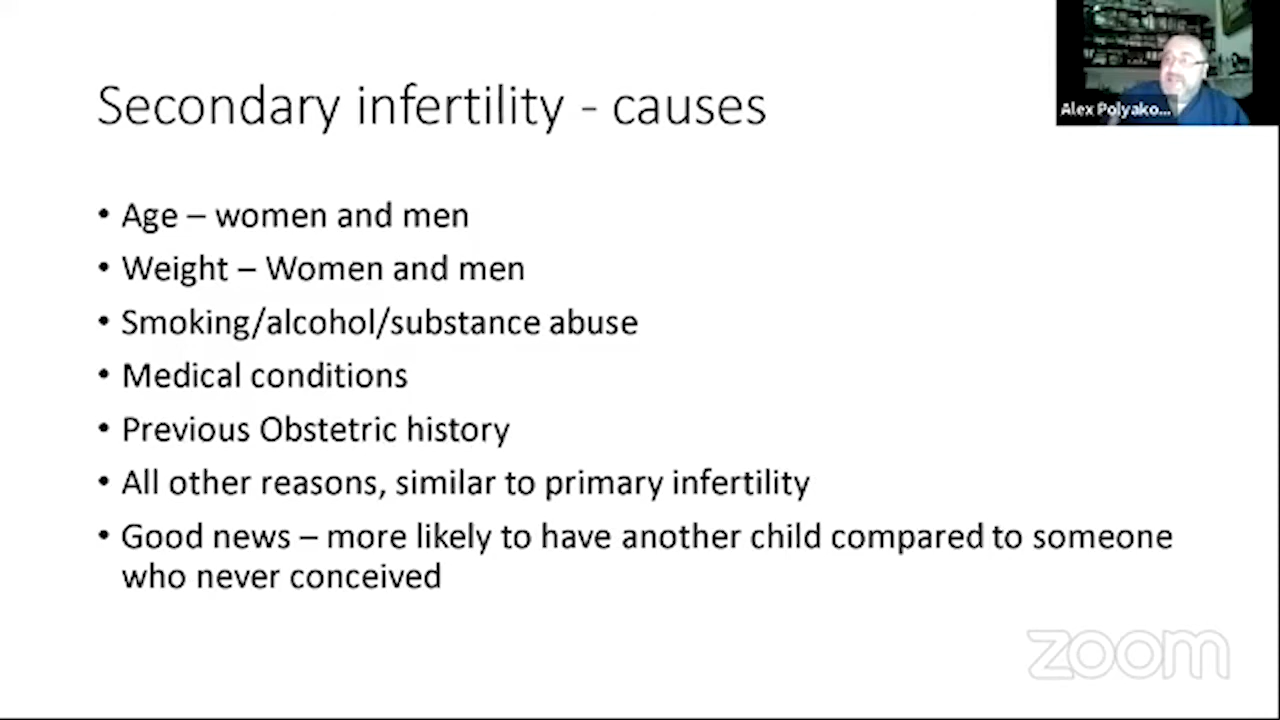 Secondary infertility - causes
Alex Polyako...
• Age – women and men
• Weight – Women and men
• Smoking/alcohol/substance abuse
• Medical conditions
• Previous Obstetric history
• All other reasons, similar to primary infertility
• Good news – more likely to have another child compared to someone
who never conceived
zoom